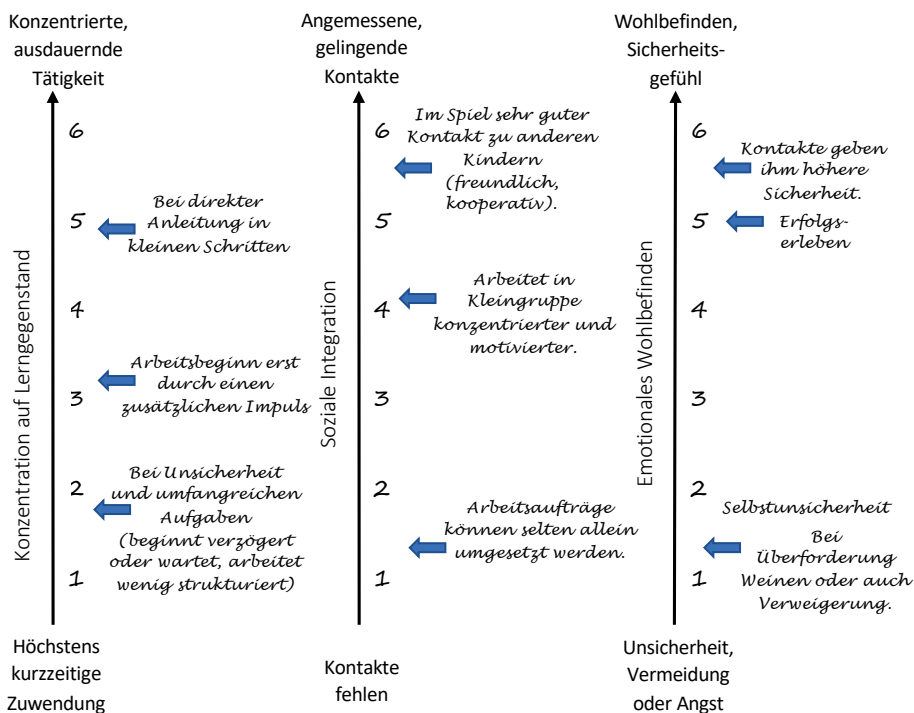 Konzentrierte,
ausdauernde
Tätigkeit
Konzentration auf Lerngegenstand
6
5
Bei direkter
Anleitung in
kleinen Schritten
4
Arbeitsbeginn erst
durch einen
zusätzlichen Impuls
3
2
Bei Unsicherheit
und umfangreichen
Aufgaben
(beginnt verzögert
oder wartet, arbeitet
wenig strukturiert)
1
Höchstens
kurzzeitige
Zuwendung
Angemessene,
gelingende
Kontakte
Soziale Integration
6
Im Spiel sehr guter
Kontakt zu anderen
Kindern
(freundlich,
kooperativ).
5
4
Arbeitet in
Kleingruppe
konzentrierter und
motivierter.
3
2
Arbeitsaufträge
können selten allein
umgesetzt werden.
1
Kontakte
fehlen
Wohlbefinden,
Sicherheits-
gefühl
Emotionales Wohlbefinden
6
Kontakte geben
ihm höhere
Sicherheit.
5
Erfolgs-
erleben
4
3
2
Selbstunsicherheit
Bei
Überforderung
Weinen oder auch
Verweigerung.
1
Unsicherheit,
Vermeidung
oder Angst